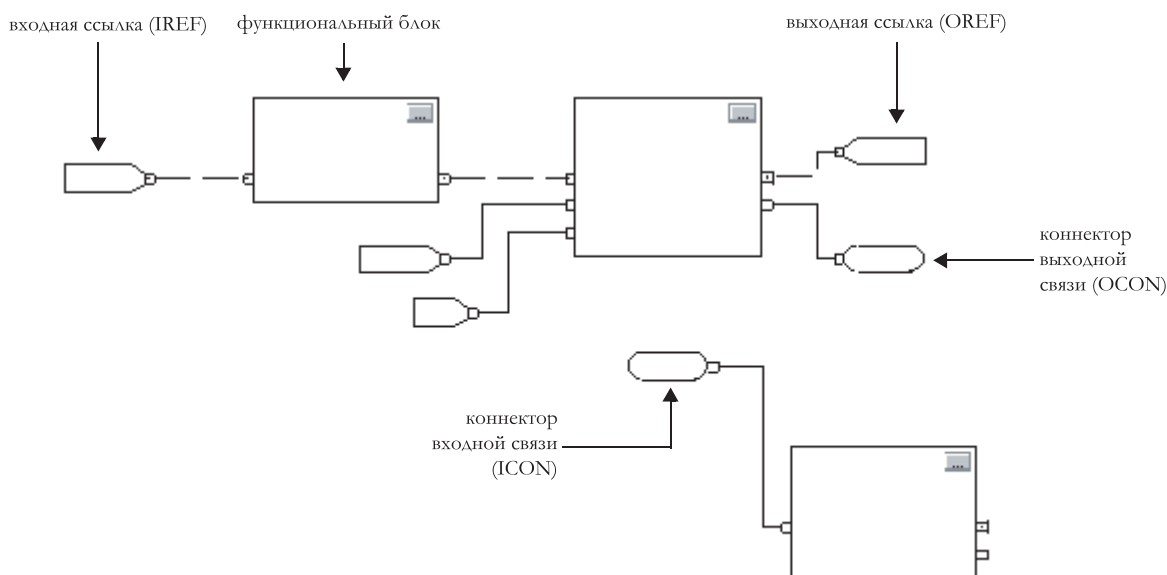 входная ссылка (IREF)
функциональный блок
выходная ссылка (OREF)
...
...
коннектор
выходной
связи (OCON)
коннектор
входной связи
(ICON)
...